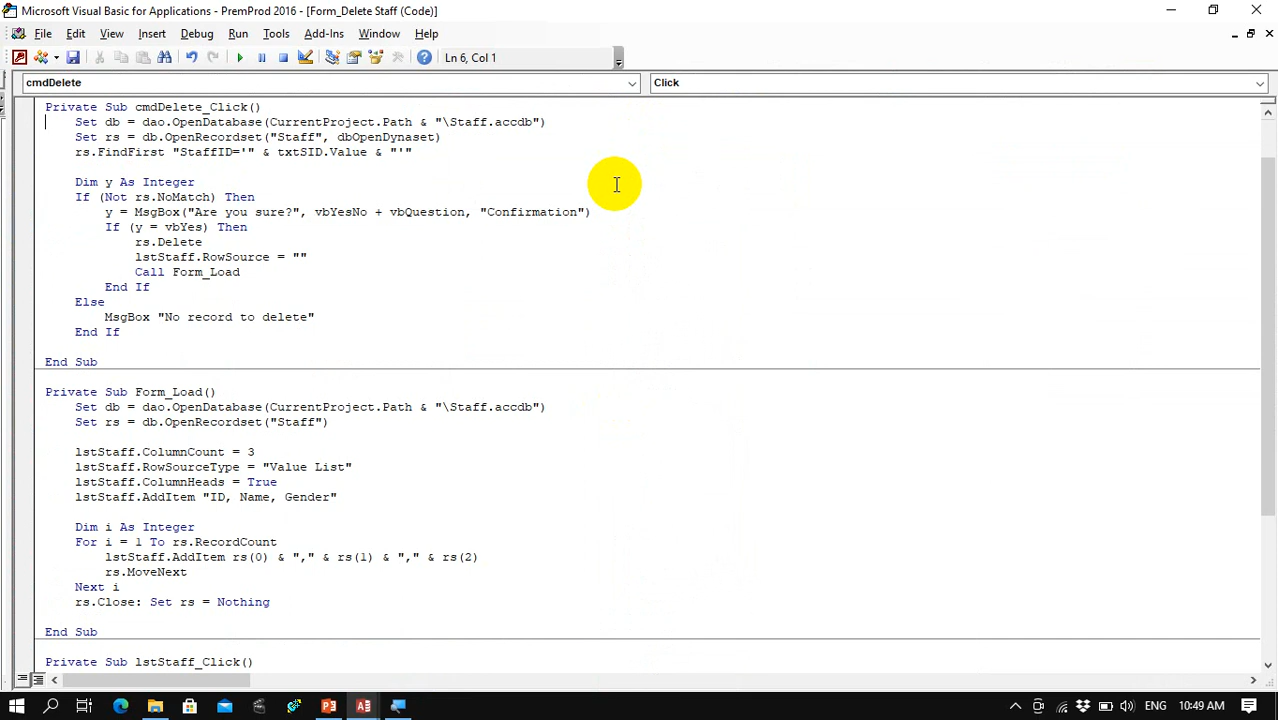 Microsoft Visual Basic for Applications - PremProd 2016 - [Form_Delete Staff (Code)]
File Edit View Insert Debug Run Tools Add-Ins Window Help
Ln 6, Col 1
cmdDelete Click
Private Sub cmdDelete_Click()
Set db = dao.OpenDatabase(CurrentProject.Path & "\Staff.accdb")
Set rs = db.OpenRecordset("Staff", dbOpenDynaset)
rs.FindFirst "StaffID='" & txtSID.Value & "'"
Dim y As Integer
If (Not rs.NoMatch) Then
y = MsgBox("Are you sure?", vbYesNo + vbQuestion, "Confirmation")
If (y = vbYes) Then
rs.Delete
lstStaff.RowSource = ""
Call Form_Load
End If
Else
MsgBox "No record to delete"
End If
End Sub
Private Sub Form_Load()
Set db = dao.OpenDatabase(CurrentProject.Path & "\Staff.accdb")
Set rs = db.OpenRecordset("Staff")
lstStaff.ColumnCount = 3
lstStaff.RowSourceType = "Value List"
lstStaff.ColumnHeads = True
lstStaff.AddItem "ID, Name, Gender"
Dim i As Integer
For i = 1 To rs.RecordCount
lstStaff.AddItem rs(0) & "," & rs(1) & "," & rs(2)
rs.MoveNext
Next i
rs.Close: Set rs = Nothing
End Sub
Private Sub lstStaff_Click()
ENG 10:49 AM